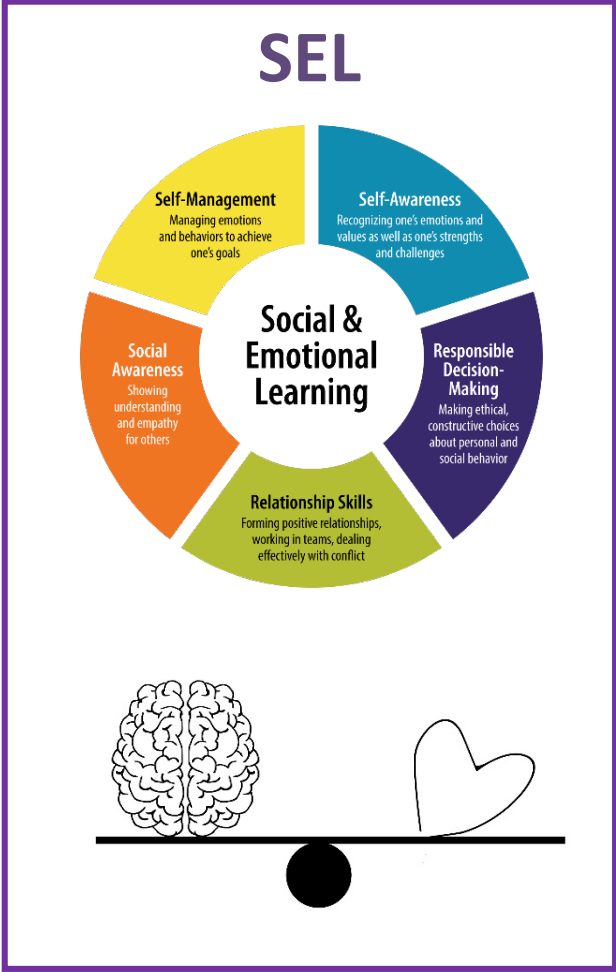 SEL
Self-Management
Managing emotions
and behaviors to achieve
one's goals
Self-Awareness
Recognizing one's emotions and
values as well as one's strengths
and challenges
Social
Awareness
Showing
understanding
and empathy
for others
Social &
Emotional
Learning
Responsible
Decision-
Making
Making ethical,
constructive choices
about personal and
social behavior
Relationship Skills
Forming positive relationships,
working in teams, dealing
effectively with conflict